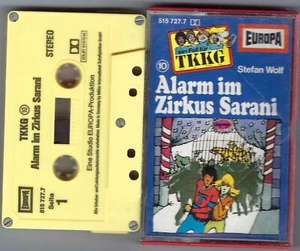 STEREO
TKKG 10
Alarm im Zirkus Sarani
Eine Studio EUROPA-Produktion
EUROPA
515 727.7
Seite
1
515 727.7
EUROPA
TKKG
10
Stefan Wolf
Alarm im
Zirkus Sarani